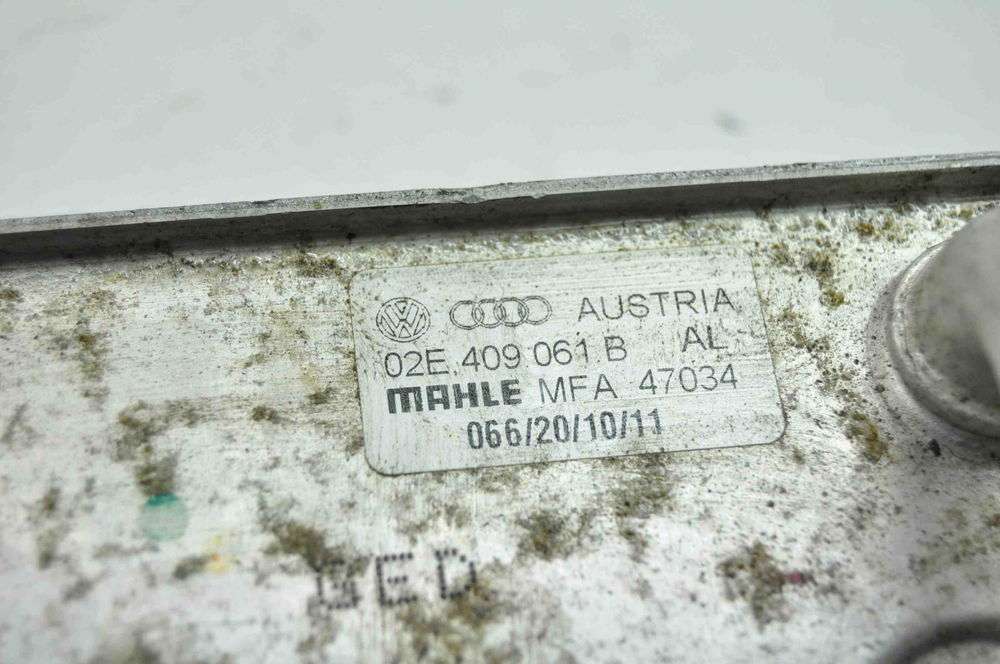 AUSTRIA
02E 409 061 B AL
MAHLE MFA 47034
066/20/10/11
GED